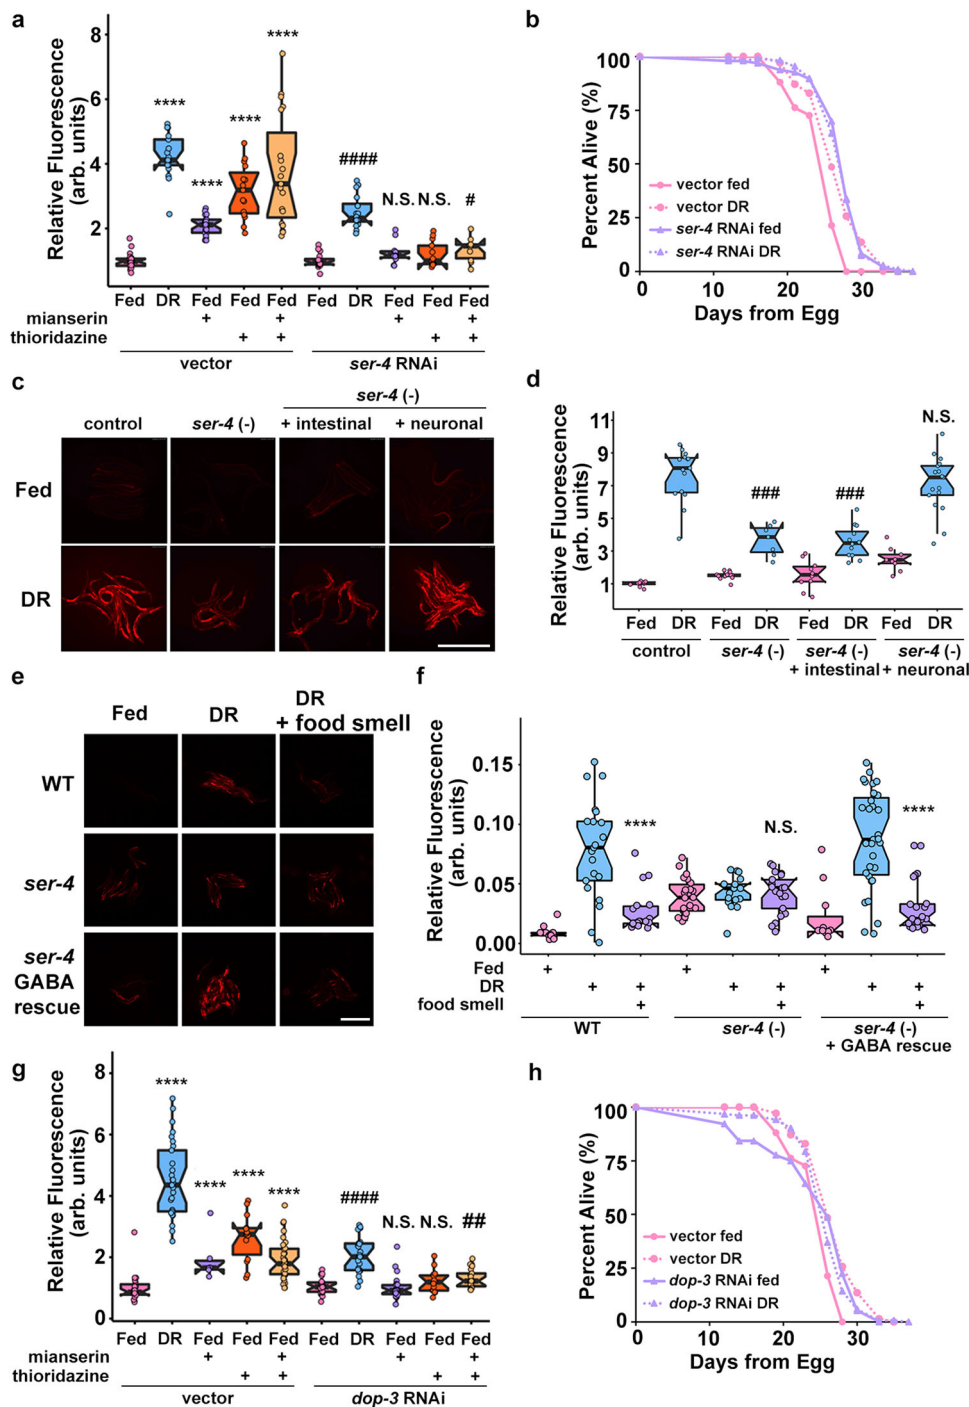 a
Relative Fluorescence
(arb. units)
8
6
4
2
****
****
****
****
####
N.S. N.S. #
Fed DR Fed Fed Fed Fed DR Fed Fed Fed
mianserin + + + +
thioridazine + + + +
vector ser-4 RNAi
b
Percent Alive (%)
100
75
50
25
0
0 10 20 30
Days from Egg
vector fed
vector DR
ser-4 RNAi fed
ser-4 RNAi DR
c
ser-4 (-)
control ser-4 (-) + intestinal + neuronal
Fed
DR
d
Relative Fluorescence
(arb. units)
11
9
7
5
3
1
### ### N.S.
Fed DR Fed DR Fed DR Fed DR
control ser-4 (-) ser-4 (-) ser-4 (-)
+ intestinal + neuronal
e
Fed DR DR
+ food smell
WT
ser-4
ser-4
GABA
rescue
f
Relative Fluorescence
(arb. units)
0.15
0.10
0.05
0.00
**** N.S. ****
Fed + + +
DR + + + + + +
food smell + + +
WT ser-4 (-) ser-4 (-)
+ GABA rescue
g
Relative Fluorescence
(arb. units)
8
6
4
2
0
****
****
****
****
####
N.S. N.S. ##
Fed DR Fed Fed Fed Fed DR Fed Fed Fed
mianserin + + + +
thioridazine + + + +
vector dop-3 RNAi
h
Percent Alive (%)
100
75
50
25
0
0 10 20 30
Days from Egg
vector fed
vector DR
dop-3 RNAi fed
dop-3 RNAi DR